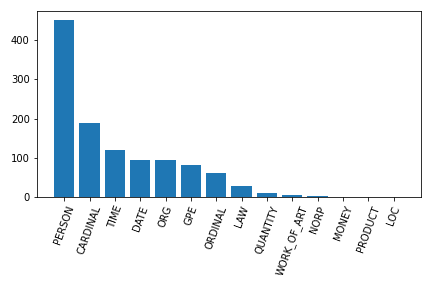 400
300
200
100
0
PERSON
CARDINAL
TIME
DATE
ORG
GPE
ORDINAL
LAW
QUANTITY
WORK_OF_ART
NORP
MONEY
PRODUCT
LOC